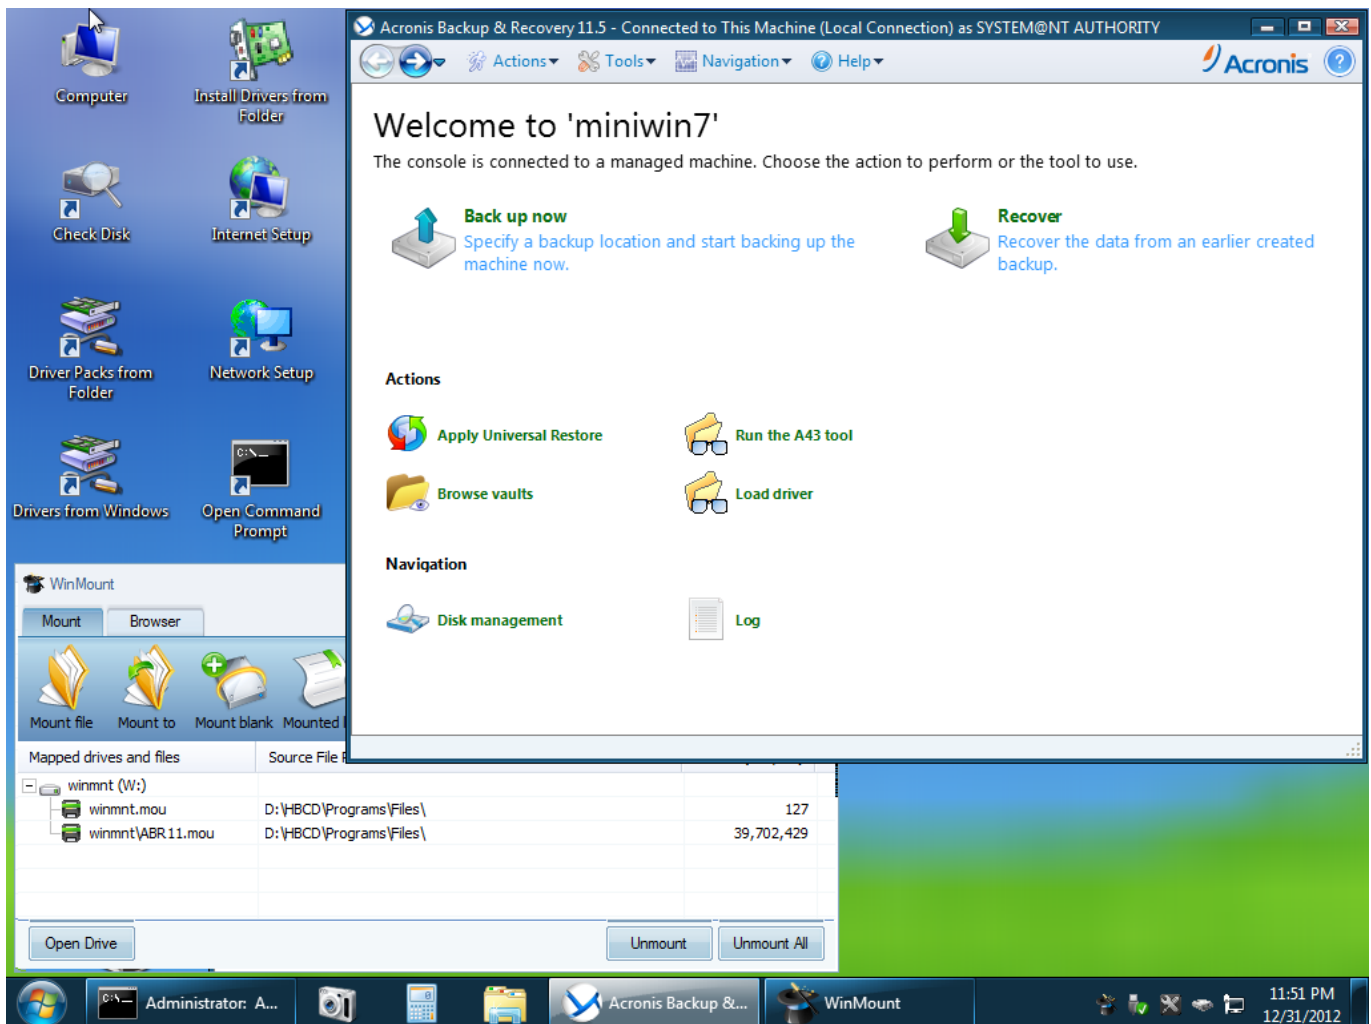 Computer
Install Drivers from
Folder
Check Disk
Internet Setup
Driver Packs from
Folder
Network Setup
Drivers from Windows
C:\_
Open Command
Prompt
Acronis Backup & Recovery 11.5 - Connected to This Machine (Local Connection) as SYSTEM@NT AUTHORITY
Actions
Tools
Navigation
Help
Acronis
?
Welcome to 'miniwin7'
The console is connected to a managed machine. Choose the action to perform or the tool to use.
Back up now
Specify a backup location and start backing up the
machine now.
Recover
Recover the data from an earlier created
backup.
Actions
Apply Universal Restore
Run the A43 tool
Browse vaults
Load driver
Navigation
Disk management
Log
WinMount
Mount
Browser
Mount file
Mount to
Mount blank
Mounted
Mapped drives and files
Source File
winmnt (W:)
winmnt.mou
D:\HBCD\Programs\Files\
127
winmnt\ABR11.mou
D:\HBCD\Programs\Files\
39,702,429
Open Drive
Unmount
Unmount All
Administrator: A...
Acronis Backup &...
WinMount
11:51 PM
12/31/2012